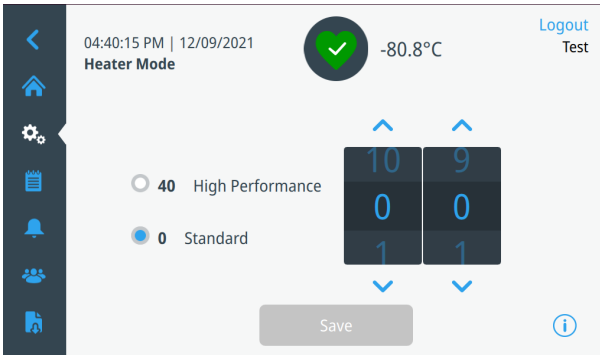 04:40:15 PM | 12/09/2021
Heater Mode
-80.8°C
Logout
Test
40 High Performance
0 Standard
10 9
0 0
1 1
Save
i